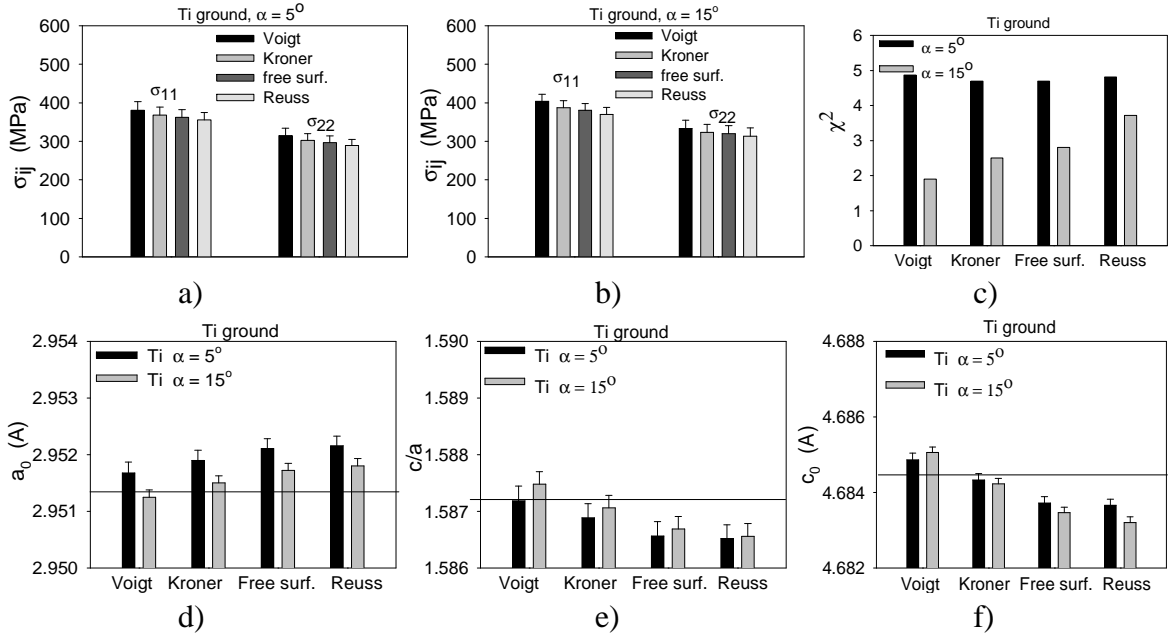 Ti ground, α = 5°
600
500
400
300
200
100
0
σij (MPa)
Voigt
Kroner
free surf.
Reuss
σ11
σ22
a)
Ti ground, α = 15°
600
500
400
300
200
100
0
σij (MPa)
Voigt
Kroner
free surf.
Reuss
σ11
σ22
b)
Ti ground
6
5
4
3
2
1
0
χ²
α = 5°
α = 15°
Voigt Kroner Free surf. Reuss
c)
Ti ground
2.954
2.953
2.952
2.951
2.950
a0 (A)
Ti α = 5°
Ti α = 15°
Voigt Kroner Free surf. Reuss
d)
Ti ground
1.590
1.589
1.588
1.587
1.586
c/a
Ti α = 5°
Ti α = 15°
Voigt Kroner Free surf. Reuss
e)
Ti ground
4.688
4.686
4.684
4.682
c0 (A)
Ti α = 5°
Ti α = 15°
Voigt Kroner Free surf. Reuss
f)